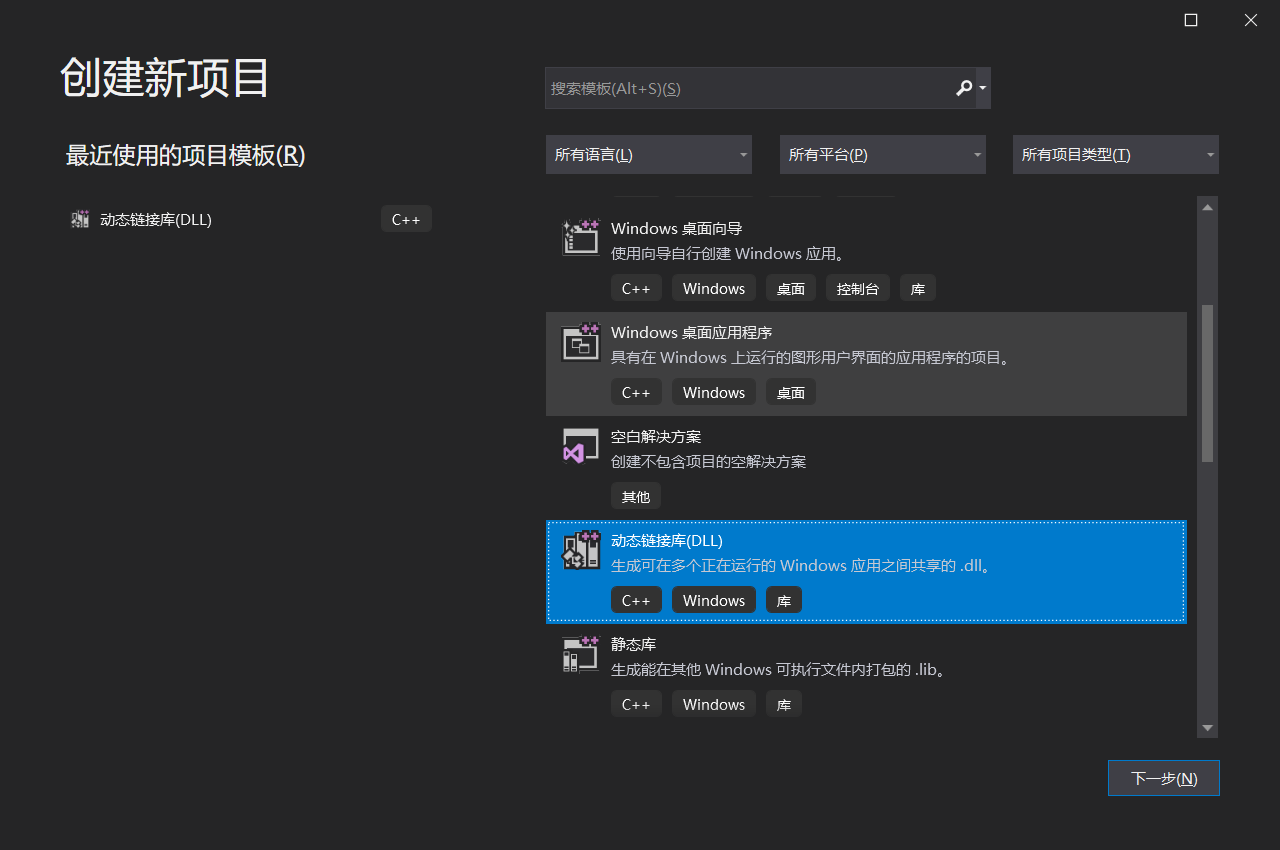 创建新项目
搜索模板(Alt+S)(S)
最近使用的项目模板(R)
所有语言(L)
所有平台(P)
所有项目类型(T)
动态链接库(DLL)
C++
Windows 桌面向导
使用向导自行创建 Windows 应用。
C++ Windows 桌面 控制台 库
Windows 桌面应用程序
具有在 Windows 上运行的图形用户界面的应用程序的项目。
C++ Windows 桌面
空白解决方案
创建不包含项目的空解决方案
其他
动态链接库(DLL)
生成可在多个正在运行的 Windows 应用之间共享的 .dll。
C++ Windows 库
静态库
生成能在其他 Windows 可执行文件内打包的 .lib。
C++ Windows 库
下一步(N)